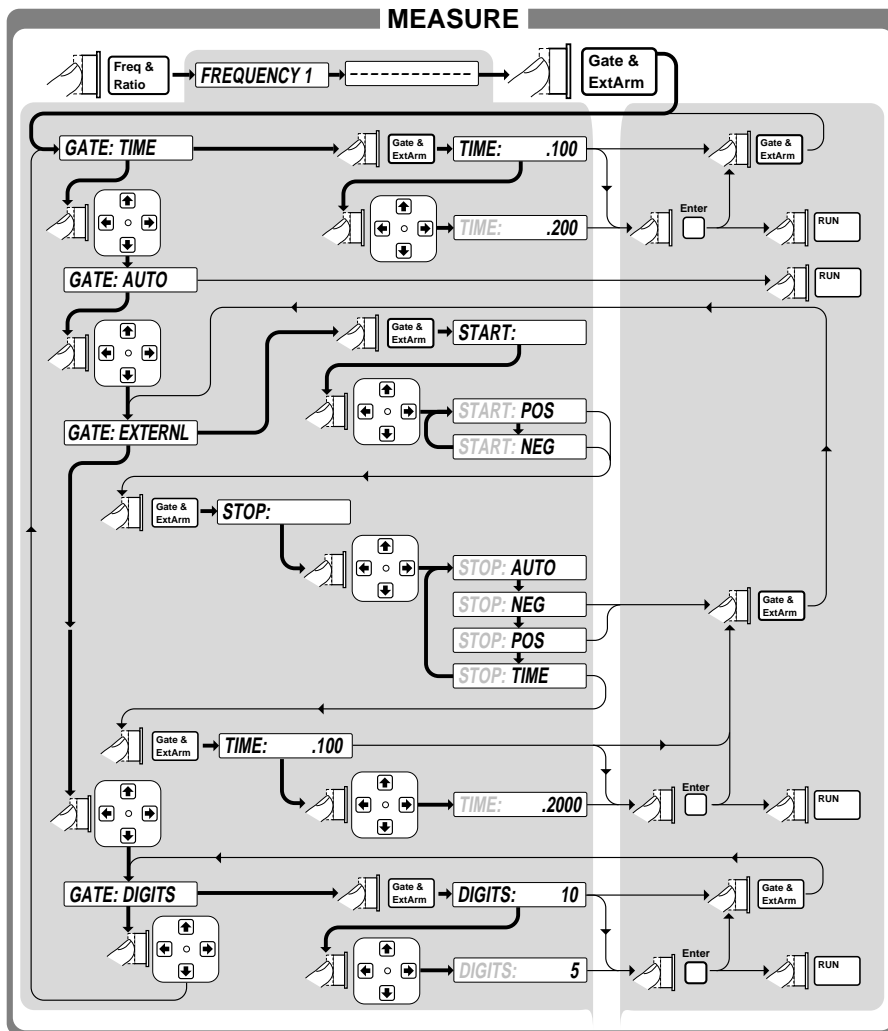 MEASURE
Freq &
Ratio
FREQUENCY 1
------------
Gate &
ExtArm
GATE: TIME
Gate &
ExtArm
TIME: .100
Gate &
ExtArm
TIME: .200
Enter
RUN
GATE: AUTO
RUN
Gate &
ExtArm
START:
START: POS
START: NEG
GATE: EXTERNL
Gate &
ExtArm
STOP:
STOP: AUTO
STOP: NEG
STOP: POS
STOP: TIME
Gate &
ExtArm
Gate &
ExtArm
TIME: .100
TIME: .2000
Enter
RUN
GATE: DIGITS
Gate &
ExtArm
DIGITS: 10
Gate &
ExtArm
DIGITS: 5
Enter
RUN